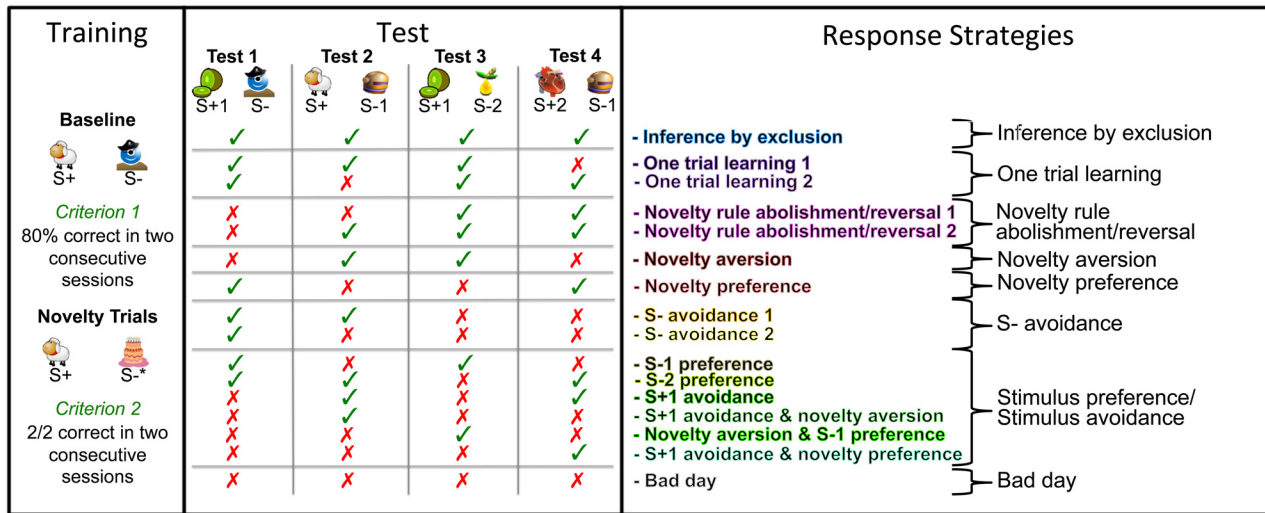 Training
Test
Response Strategies
Test 1 Test 2 Test 3 Test 4
S+1 S- S+ S-1 S+1 S-2 S+2 S-1
Baseline
S+ S-
Criterion 1
80% correct in two
consecutive
sessions
Novelty Trials
S+ S-*
Criterion 2
2/2 correct in two
consecutive
sessions
✓ ✓ ✓ ✓
✓ ✓ ✓ ✗
✓ ✗ ✓ ✓
✗ ✗ ✓ ✓
✗ ✓ ✓ ✓
✗ ✓ ✓ ✗
✓ ✗ ✗ ✓
✓ ✓ ✗ ✗
✓ ✗ ✗ ✗
✓ ✗ ✓ ✗
✓ ✓ ✗ ✓
✗ ✓ ✗ ✓
✗ ✓ ✗ ✗
✗ ✗ ✓ ✗
✗ ✗ ✗ ✓
✗ ✗ ✗ ✗
- Inference by exclusion
- One trial learning 1
- One trial learning 2
- Novelty rule abolishment/reversal 1
- Novelty rule abolishment/reversal 2
- Novelty aversion
- Novelty preference
- S- avoidance 1
- S- avoidance 2
- S-1 preference
- S-2 preference
- S+1 avoidance
- S+1 avoidance & novelty aversion
- Novelty aversion & S-1 preference
- S+1 avoidance & novelty preference
- Bad day
Inference by exclusion
One trial learning
Novelty rule
abolishment/reversal
Novelty aversion
Novelty preference
S- avoidance
Stimulus preference/
Stimulus avoidance
Bad day